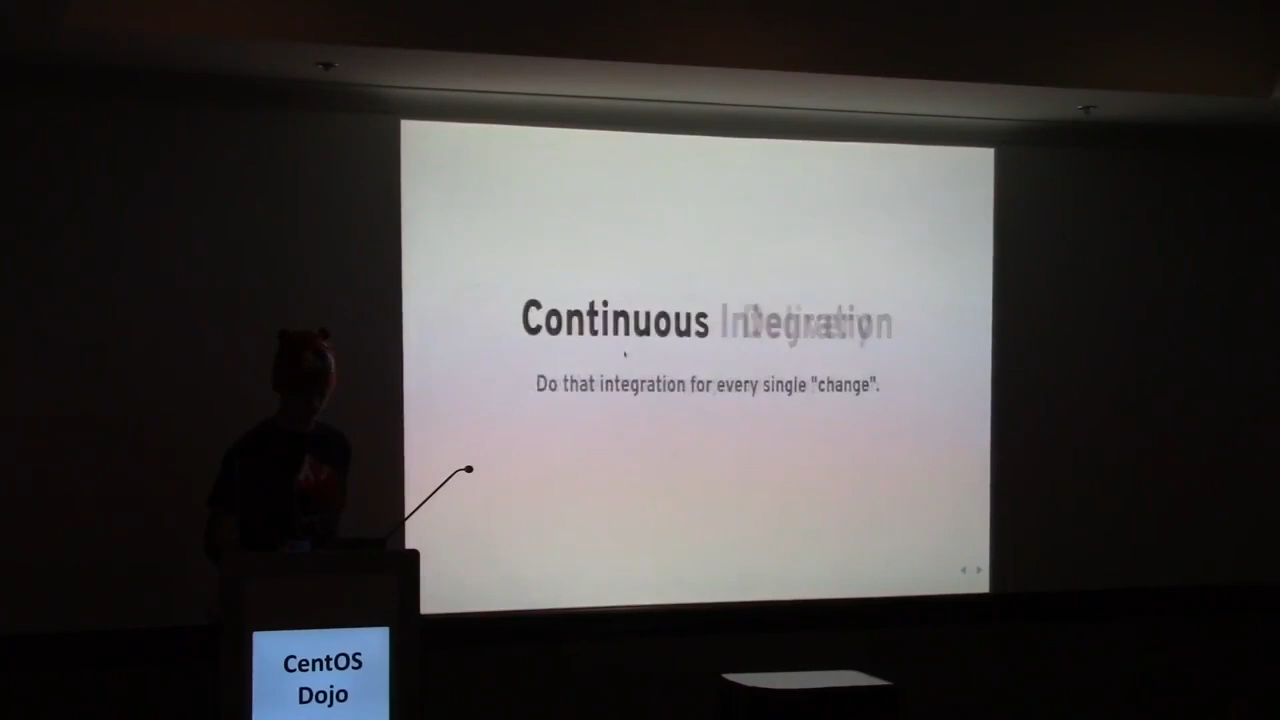 Continuous Integration
Do that integration for every single "change".
CentOS
Dojo